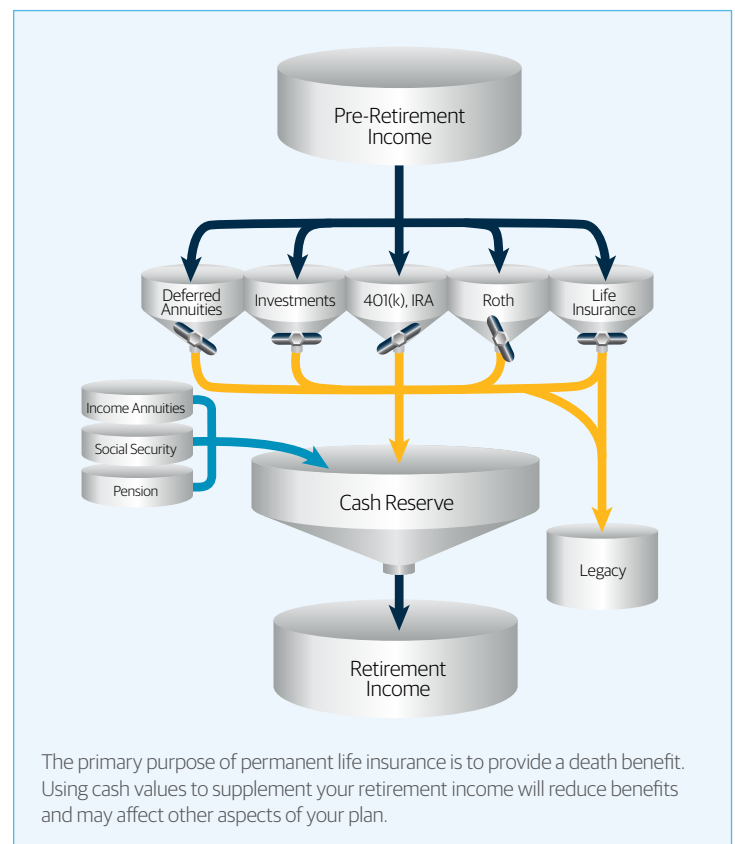 Pre-Retirement
Income
Deferred
Annuities
Investments
401(k), IRA
Roth
Life
Insurance
Income Annuities
Social Security
Pension
Cash Reserve
Legacy
Retirement
Income
The primary purpose of permanent life insurance is to provide a death benefit.
Using cash values to supplement your retirement income will reduce benefits
and may affect other aspects of your plan.